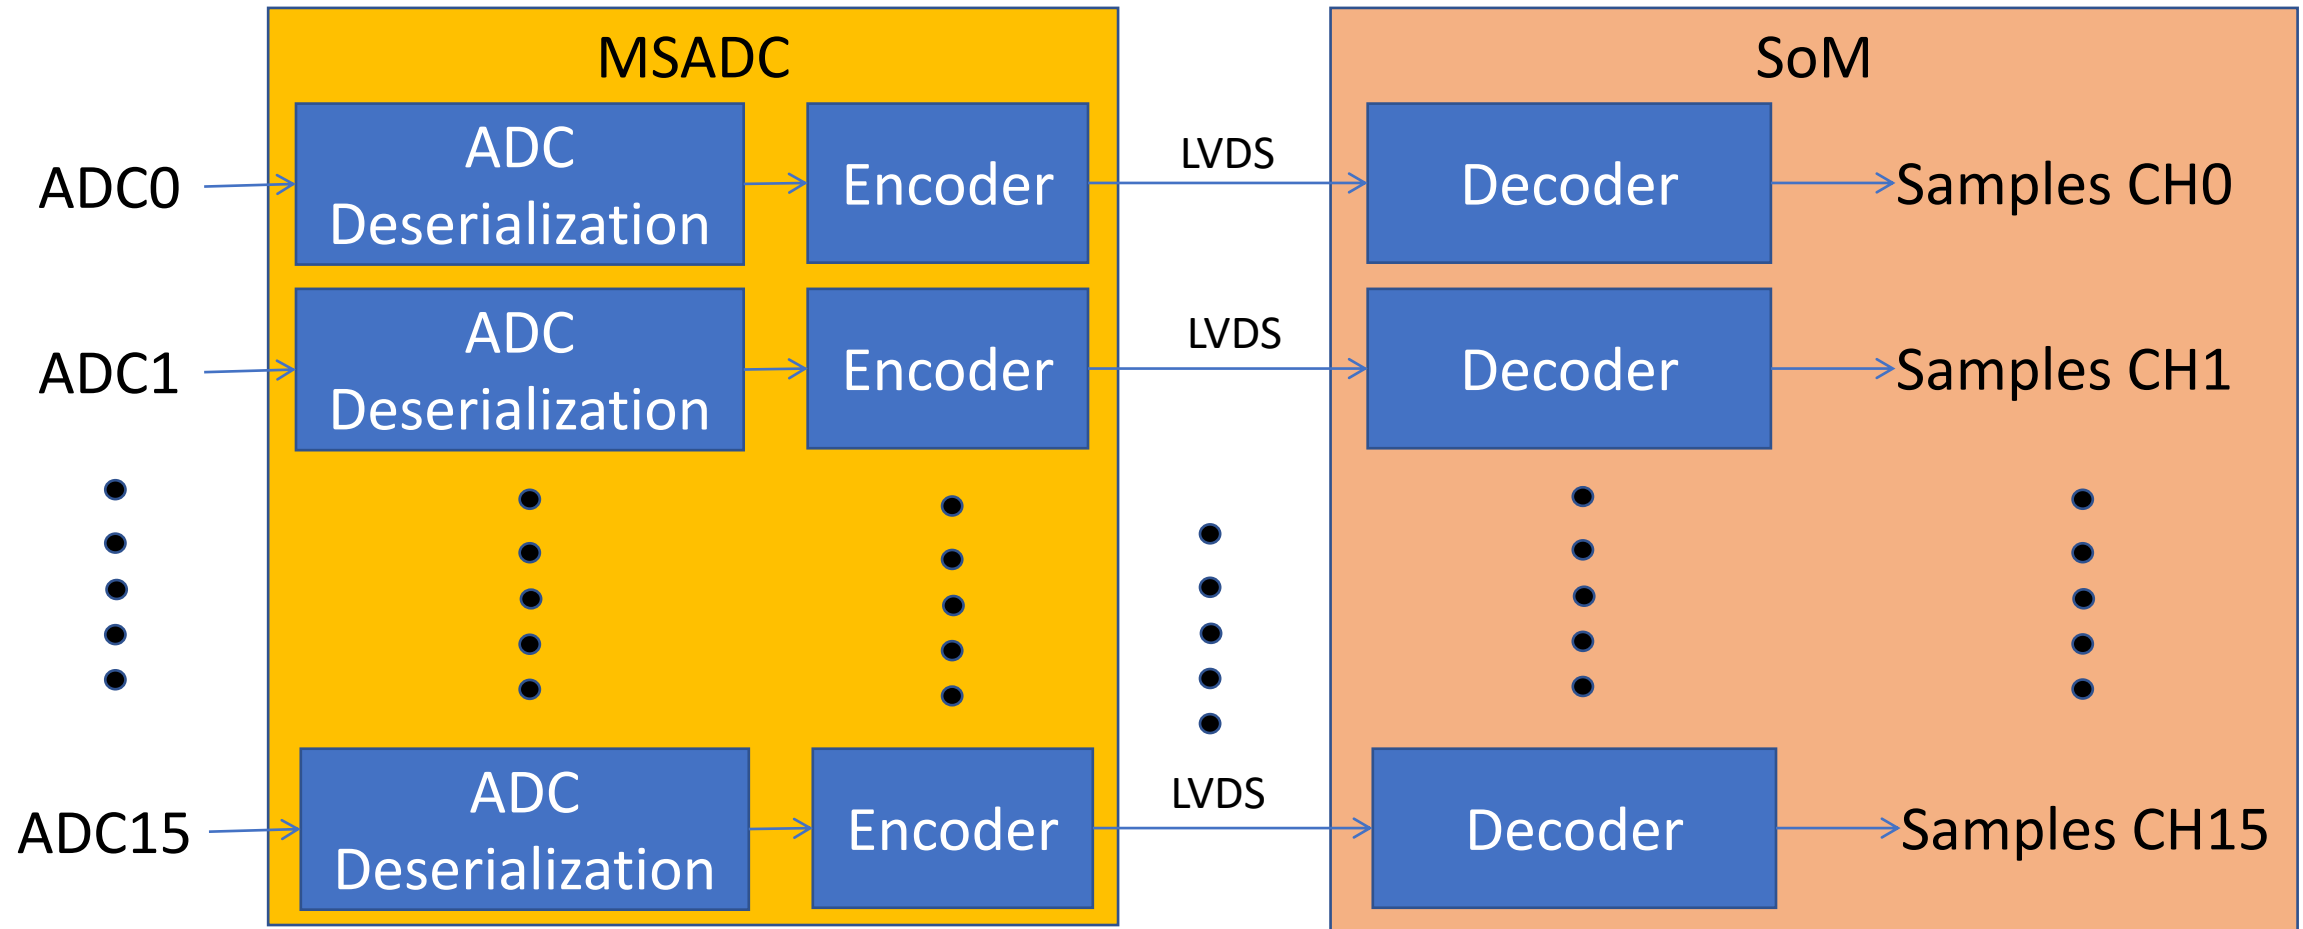 MSADC
SoM
ADC0
ADC
Deserialization
Encoder
LVDS
Decoder
Samples CH0
ADC1
ADC
Deserialization
Encoder
LVDS
Decoder
Samples CH1
ADC15
ADC
Deserialization
Encoder
LVDS
Decoder
Samples CH15